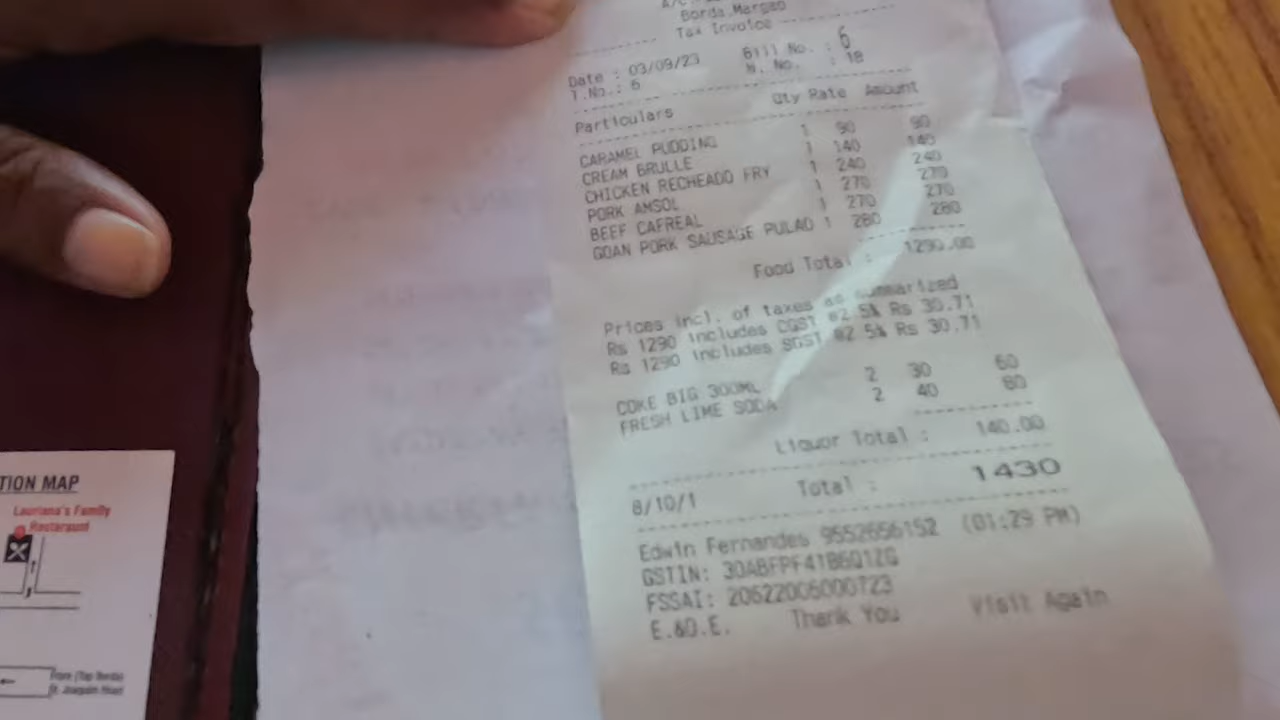 Borda,Margao
Tax Invoice
Date : 03/09/23 Bill No. : 6
T.No.: 6 W. No. : 18
Particulars Qty Rate Amount
CARAMEL PUDDING 1 90 90
CREAM BRULLE 1 140 140
CHICKEN RECHEADO FRY 1 240 240
PORK AMSOL 1 270 270
BEEF CAFREAL 1 270 270
GOAN PORK SAUSAGE PULAO 1 280 280
Food Total : 1290.00
Prices incl. of taxes as summarized
Rs 1290 includes CGST @2.5% Rs 30.71
Rs 1290 includes SGST @2.5% Rs 30.71
COKE BIG 300ML 2 30 60
FRESH LIME SODA 2 40 80
Liquor Total : 140.00
8/10/1 Total : 1430
Edwin Fernandes 9552656152 (01:29 PM)
GSTIN: 30ABFPF4186Q1ZG
FSSAI: 20622006000723
E.&O.E. Thank You Visit Again
TION MAP
Lauriana's Family
Restaraunt
From (Top Borda)